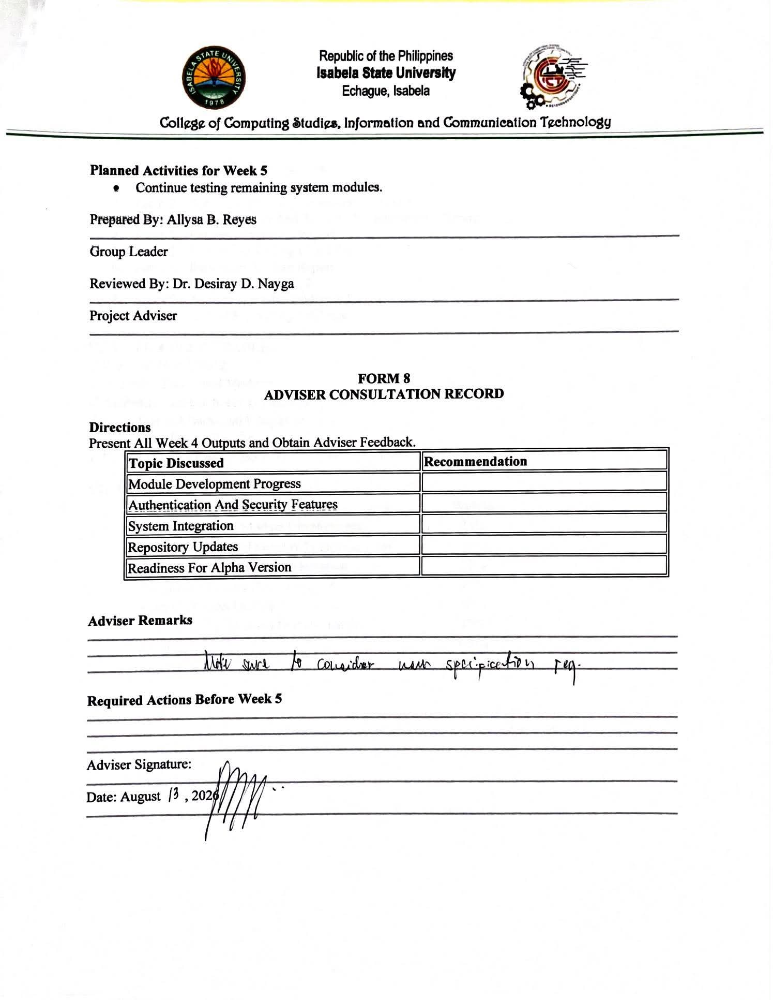 ISABELA STATE UNIVERSITY
1978
Republic of the Philippines
Isabela State University
Echague, Isabela
ICT
College of Computing Studies, Information and Communication Technology
Planned Activities for Week 5
• Continue testing remaining system modules.
Prepared By: Allysa B. Reyes
Group Leader
Reviewed By: Dr. Desiray D. Nayga
Project Adviser
FORM 8
ADVISER CONSULTATION RECORD
Directions
Present All Week 4 Outputs and Obtain Adviser Feedback.
Topic Discussed Recommendation
Module Development Progress
Authentication And Security Features
System Integration
Repository Updates
Readiness For Alpha Version
Adviser Remarks
sure to consider specification req.
Required Actions Before Week 5
Adviser Signature:
Date: August 13, 2026